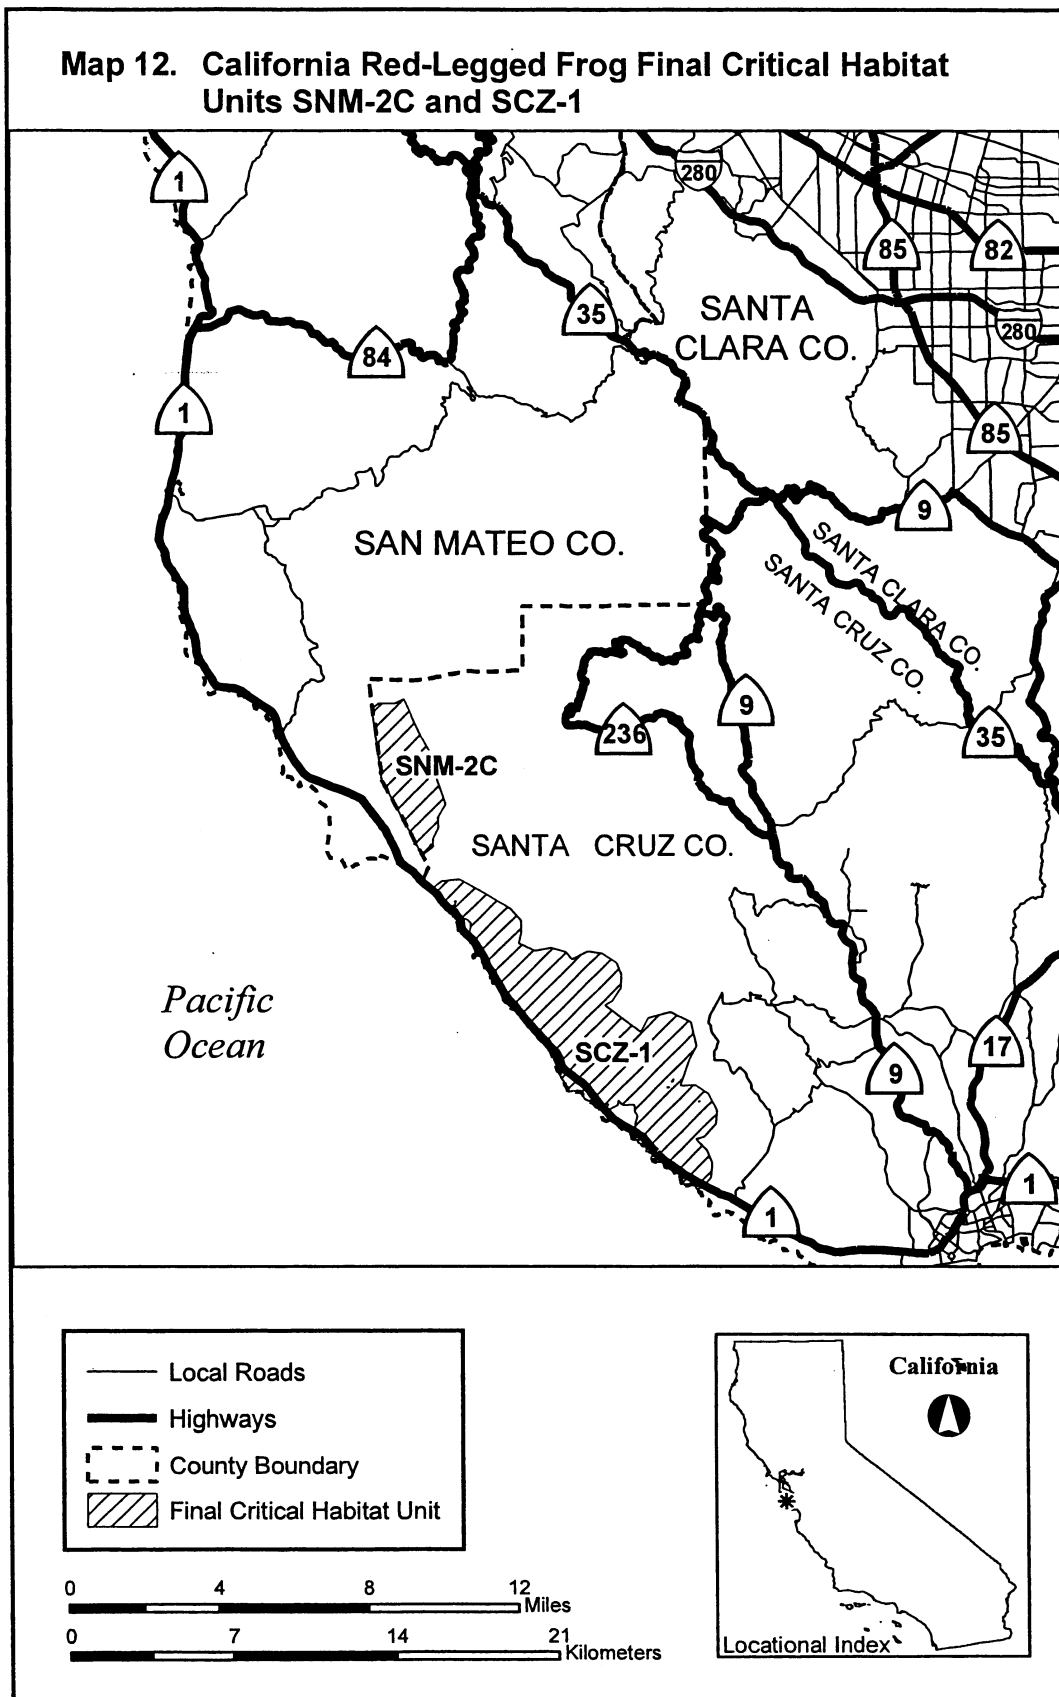 Map 12. California Red-Legged Frog Final Critical Habitat
Units SNM-2C and SCZ-1
1
280
85
82
35
SANTA
CLARA CO.
280
84
1
85
9
SAN MATEO CO.
SANTA CLARA CO.
SANTA CRUZ CO.
9
236
35
SNM-2C
SANTA CRUZ CO.
Pacific
Ocean
SCZ-1
17
9
1
1
Local Roads
Highways
County Boundary
Final Critical Habitat Unit
0 4 8 12
Miles
0 7 14 21
Kilometers
California
Locational Index